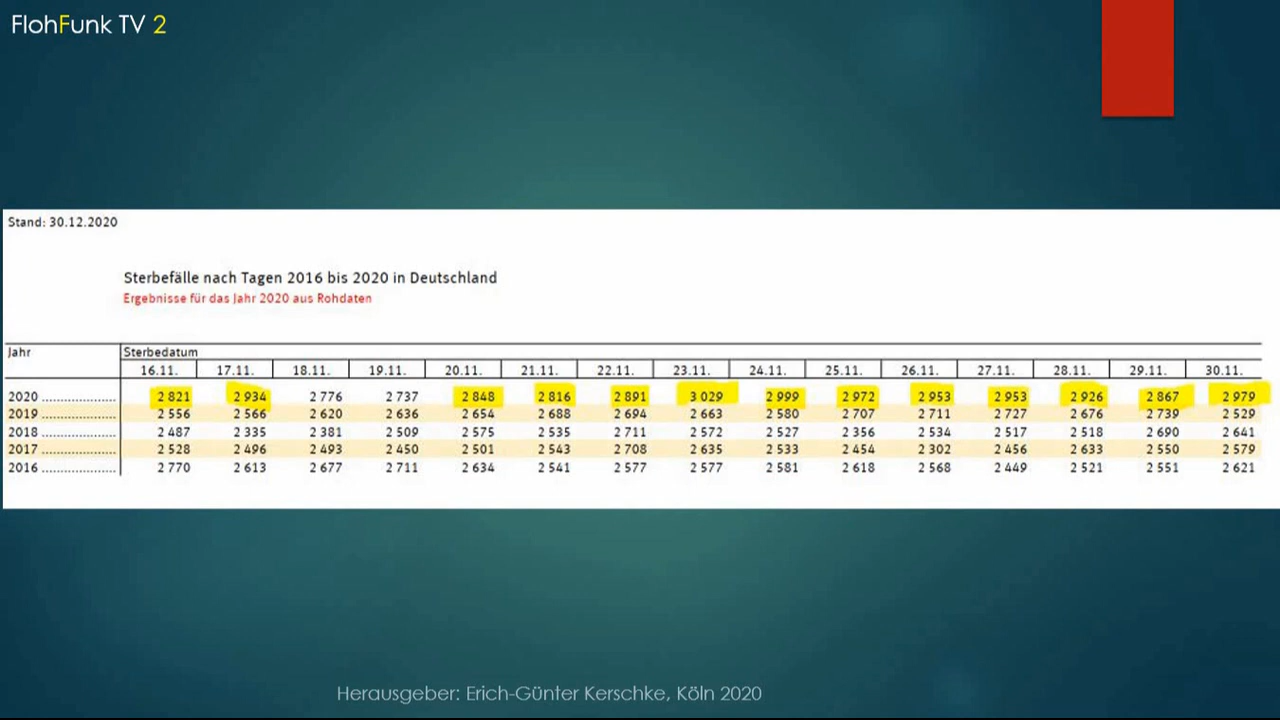 FlohFunk TV 2
Stand: 30.12.2020
Sterbefälle nach Tagen 2016 bis 2020 in Deutschland
Ergebnisse für das Jahr 2020 aus Rohdaten
Jahr Sterbedatum
16.11. 17.11. 18.11. 19.11. 20.11. 21.11. 22.11. 23.11. 24.11. 25.11. 26.11. 27.11. 28.11. 29.11. 30.11.
2020 .................... 2 821 2 934 2 776 2 737 2 848 2 816 2 891 3 029 2 999 2 972 2 953 2 953 2 926 2 867 2 979
2019 .................... 2 556 2 566 2 620 2 636 2 654 2 688 2 694 2 663 2 580 2 707 2 711 2 727 2 676 2 739 2 529
2018 .................... 2 487 2 335 2 381 2 509 2 575 2 535 2 711 2 572 2 527 2 356 2 534 2 517 2 518 2 690 2 641
2017 .................... 2 528 2 496 2 493 2 450 2 501 2 543 2 708 2 635 2 533 2 454 2 302 2 456 2 633 2 550 2 579
2016 .................... 2 770 2 613 2 677 2 711 2 634 2 541 2 577 2 577 2 581 2 618 2 568 2 449 2 521 2 551 2 621
Herausgeber: Erich-Günter Kerschke, Köln 2020